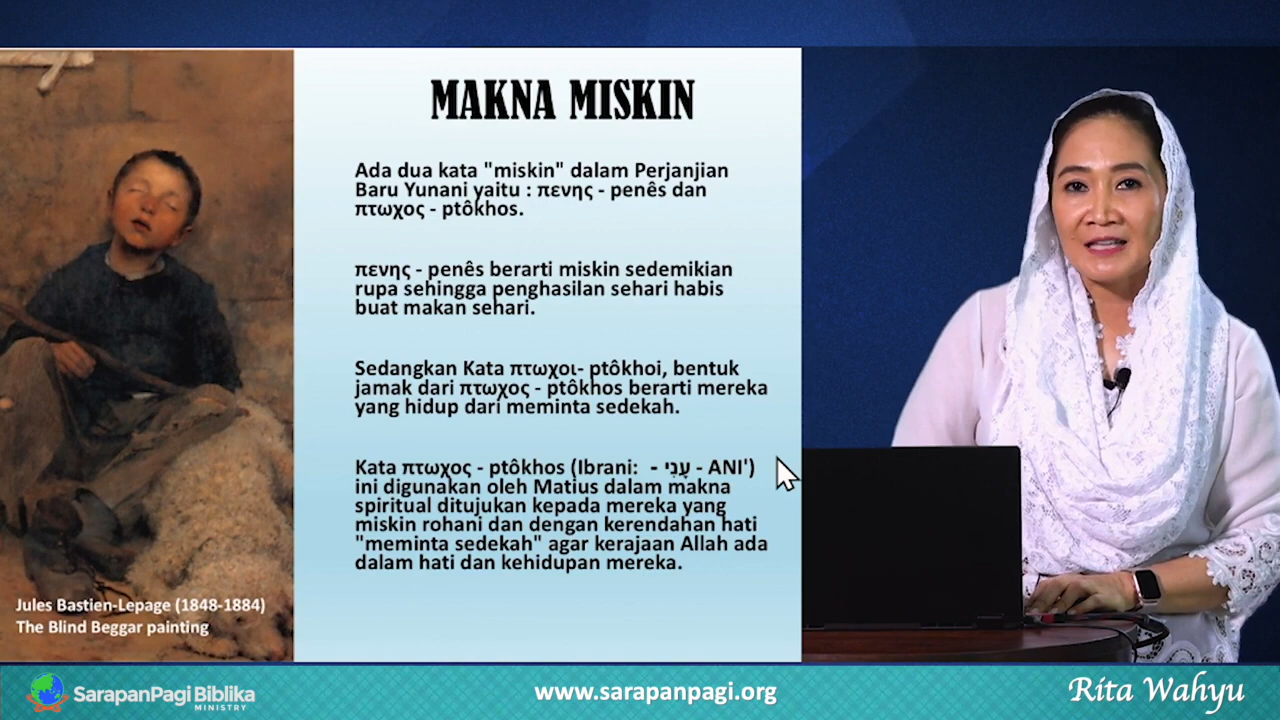 MAKNA MISKIN
Ada dua kata "miskin" dalam Perjanjian
Baru Yunani yaitu : πενης - penês dan
πτωχος - ptôkhos.
πενης - penês berarti miskin sedemikian
rupa sehingga penghasilan sehari habis
buat makan sehari.
Sedangkan Kata πτωχοι- ptôkhoi, bentuk
jamak dari πτωχος - ptôkhos berarti mereka
yang hidup dari meminta sedekah.
Kata πτωχος - ptôkhos (Ibrani:  - עָנִי - ANI')
ini digunakan oleh Matius dalam makna
spiritual ditujukan kepada mereka yang
miskin rohani dan dengan kerendahan hati
"meminta sedekah" agar kerajaan Allah ada
dalam hati dan kehidupan mereka.
Jules Bastien-Lepage (1848-1884)
The Blind Beggar painting
SarapanPagi Biblika
MINISTRY
www.sarapanpagi.org
Rita Wahyu